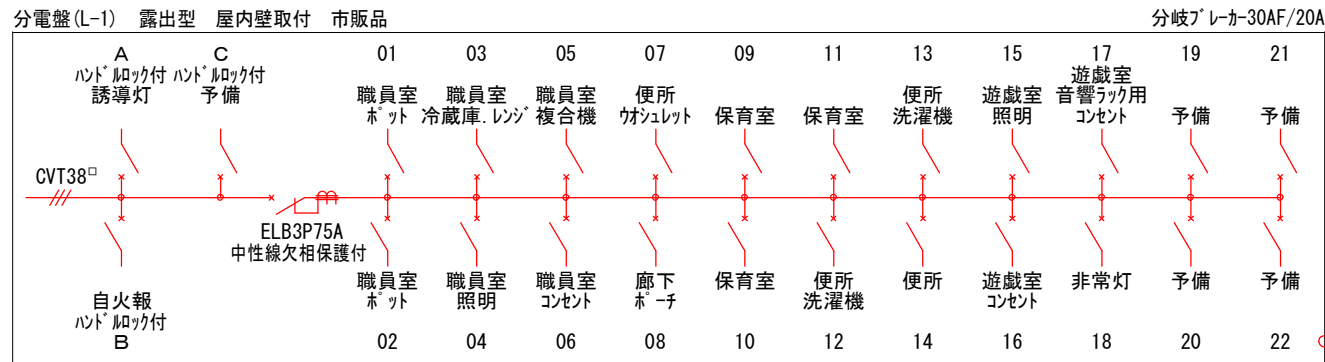 分電盤(L-1) 露出型 屋内壁取付 市販品
分岐ﾌﾞﾚｰｶｰ30AF/20A
A
ﾊﾝﾄﾞﾙﾛｯｸ付
誘導灯
C
ﾊﾝﾄﾞﾙﾛｯｸ付
予備
01
職員室
ﾎﾟｯﾄ
03
職員室
冷蔵庫.ﾚﾝｼﾞ
05
職員室
複合機
07
便所
ｳｵｼｭﾚｯﾄ
09
保育室
11
保育室
13
便所
洗濯機
15
遊戯室
照明
17
遊戯室
音響ﾗｯｸ用
ｺﾝｾﾝﾄ
19
予備
21
予備
CVT38□
ELB3P75A
中性線欠相保護付
自火報
ﾊﾝﾄﾞﾙﾛｯｸ付
B
職員室
ﾎﾟｯﾄ
02
職員室
照明
04
職員室
ｺﾝｾﾝﾄ
06
廊下
ﾎﾟｰﾁ
08
保育室
10
便所
洗濯機
12
便所
14
遊戯室
ｺﾝｾﾝﾄ
16
非常灯
18
予備
20
予備
22